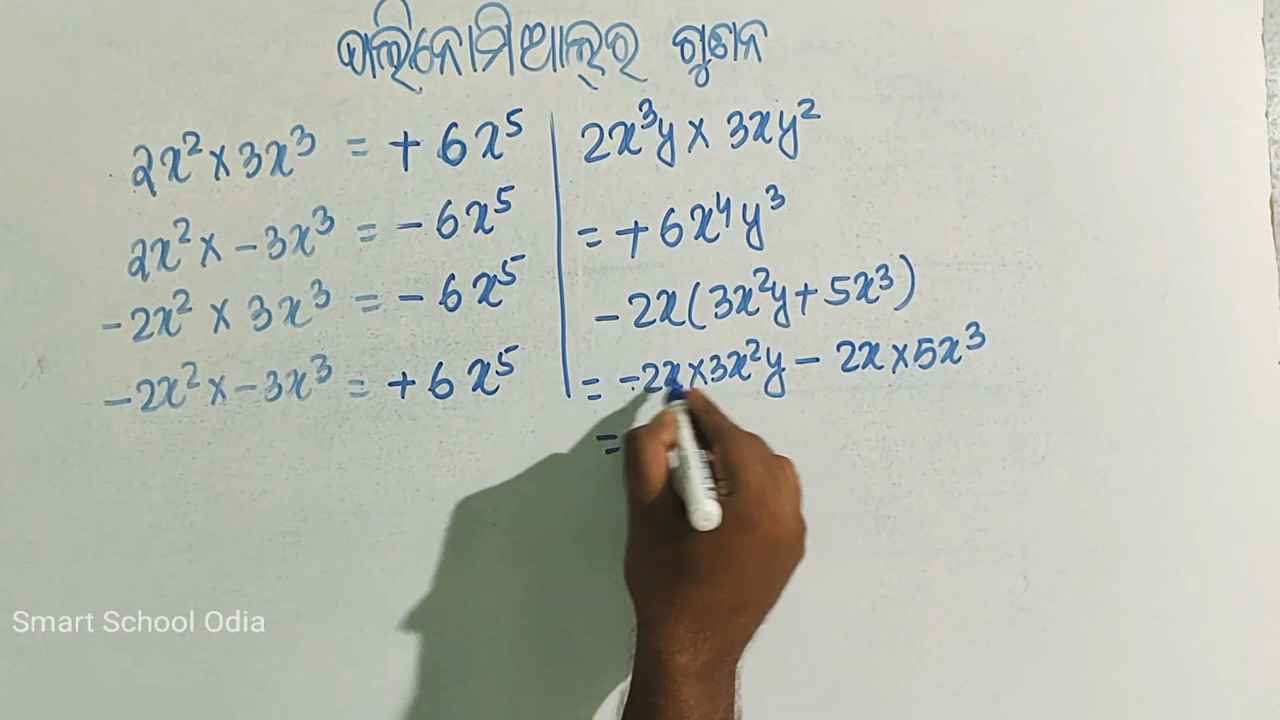 ପଲିନୋମିଆଲ୍‌ର ଗୁଣନ
2x² × 3x³ = + 6x⁵
2x² × - 3x³ = - 6x⁵
- 2x² × 3x³ = - 6x⁵
- 2x² × - 3x³ = + 6x⁵
2x³y × 3xy²
= + 6x⁴y³
- 2x(3x²y + 5x³)
= - 2x × 3x²y - 2x × 5x³
=
Smart School Odia